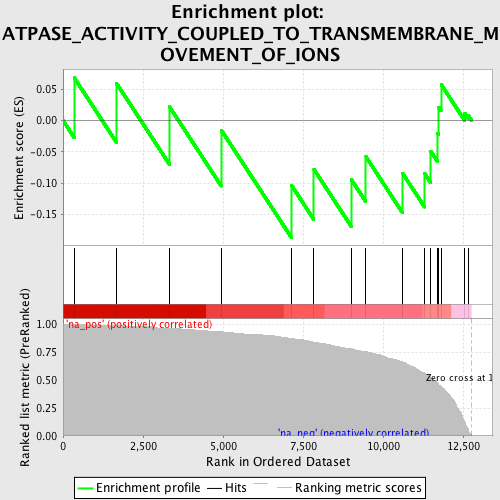 Enrichment plot:
ATPASE_ACTIVITY_COUPLED_TO_TRANSMEMBRANE_M
OVEMENT_OF_IONS
Enrichment score (ES)
0.05
0.00
-0.05
-0.10
-0.15
'na_pos' (positively correlated)
Ranked list metric (PreRanked)
1.00
0.75
0.50
0.25
0.00
Zero cross at 1
'na_neg' (negatively correlated)
0
2,500
5,000
7,500
10,000
12,500
Rank in Ordered Dataset
Enrichment profile
Hits
Ranking metric scores